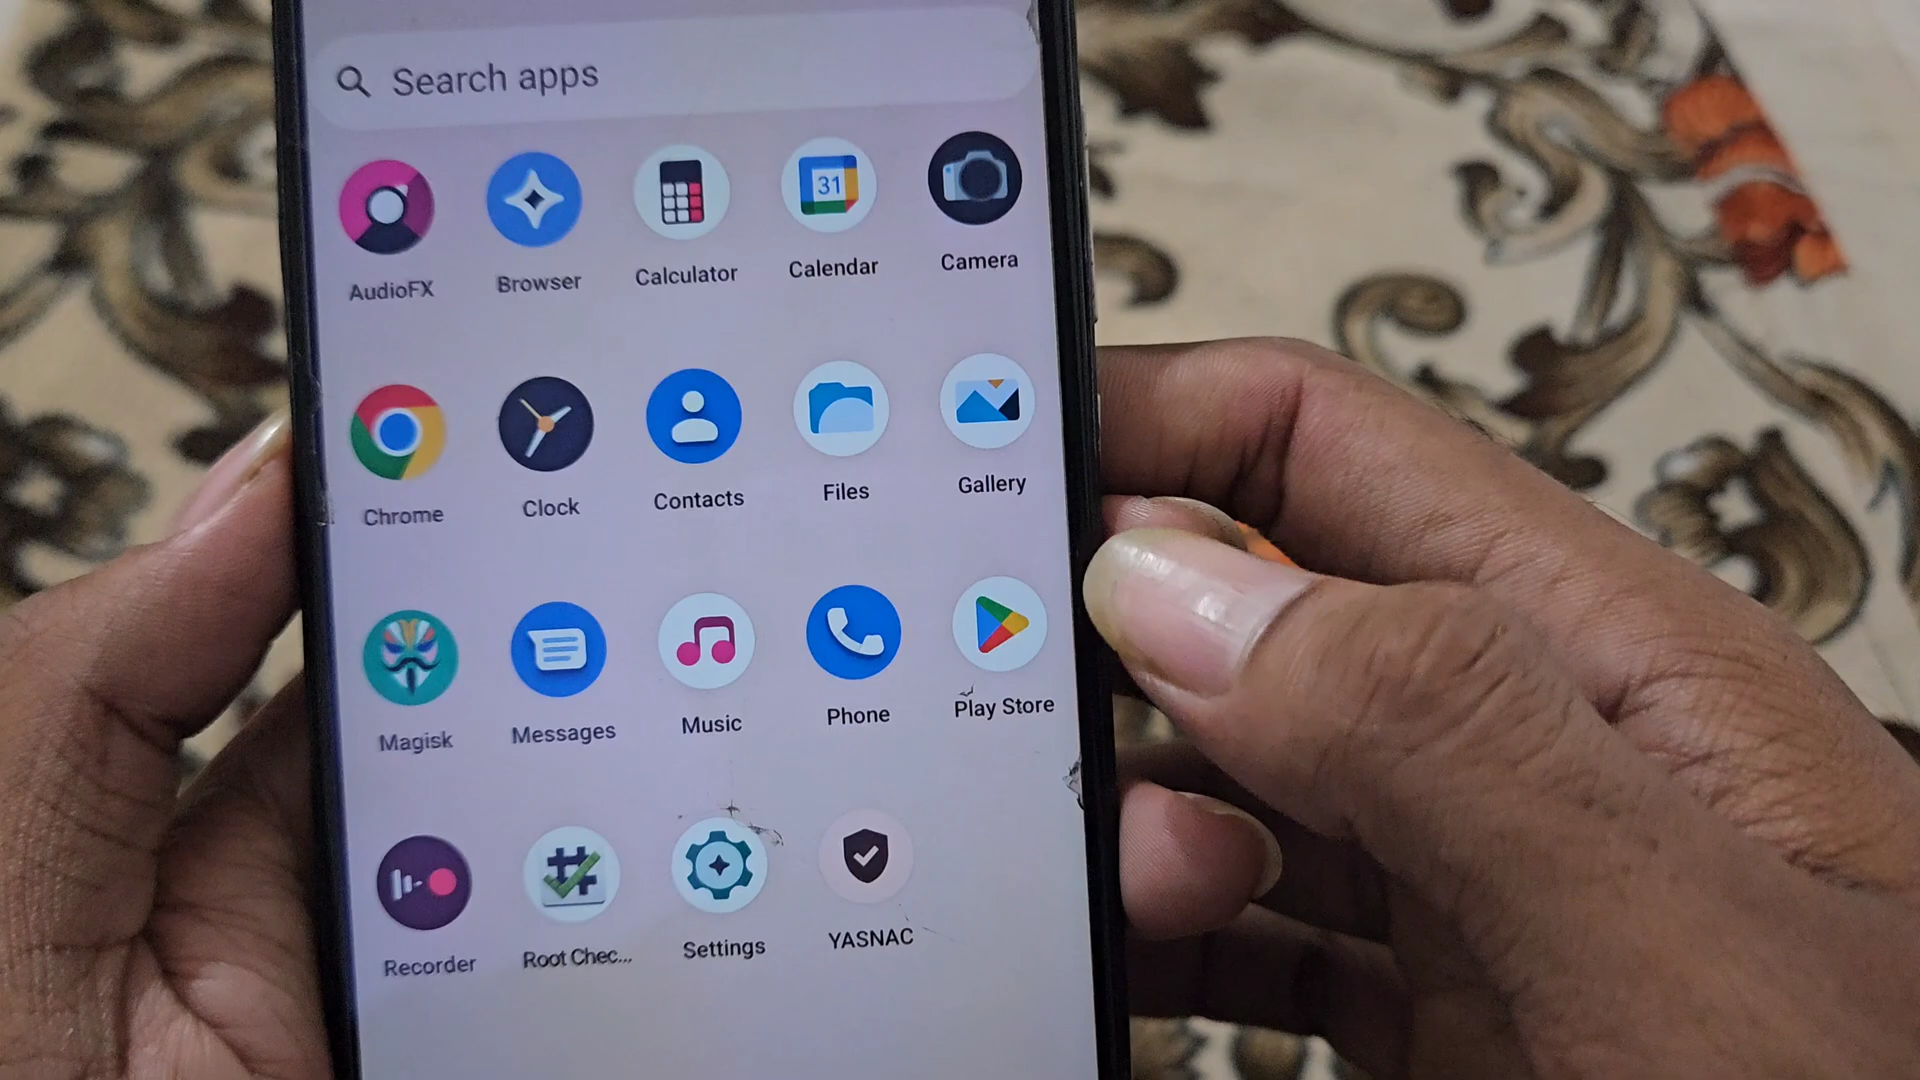 Search apps
AudioFX
Browser
Calculator
31
Calendar
Camera
Chrome
Clock
Contacts
Files
Gallery
Magisk
Messages
Music
Phone
Play Store
Recorder
Root Chec...
Settings
YASNAC